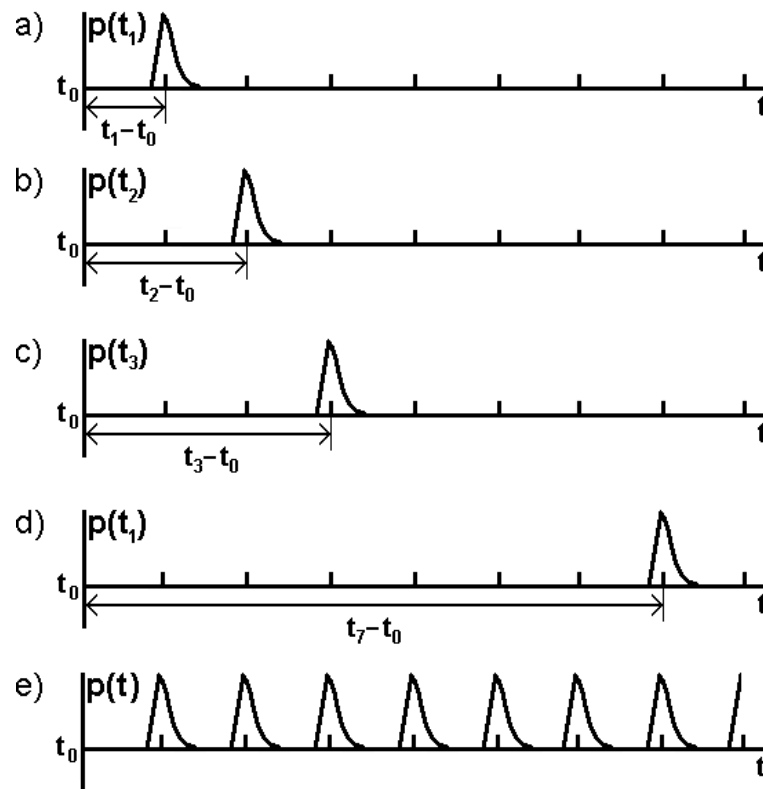 a) p(t₁)
t₀ t
t₁–t₀
b) p(t₂)
t₀ t
t₂–t₀
c) p(t₃)
t₀ t
t₃–t₀
d) p(t₁)
t₀ t
t₇–t₀
e) p(t)
t₀ t